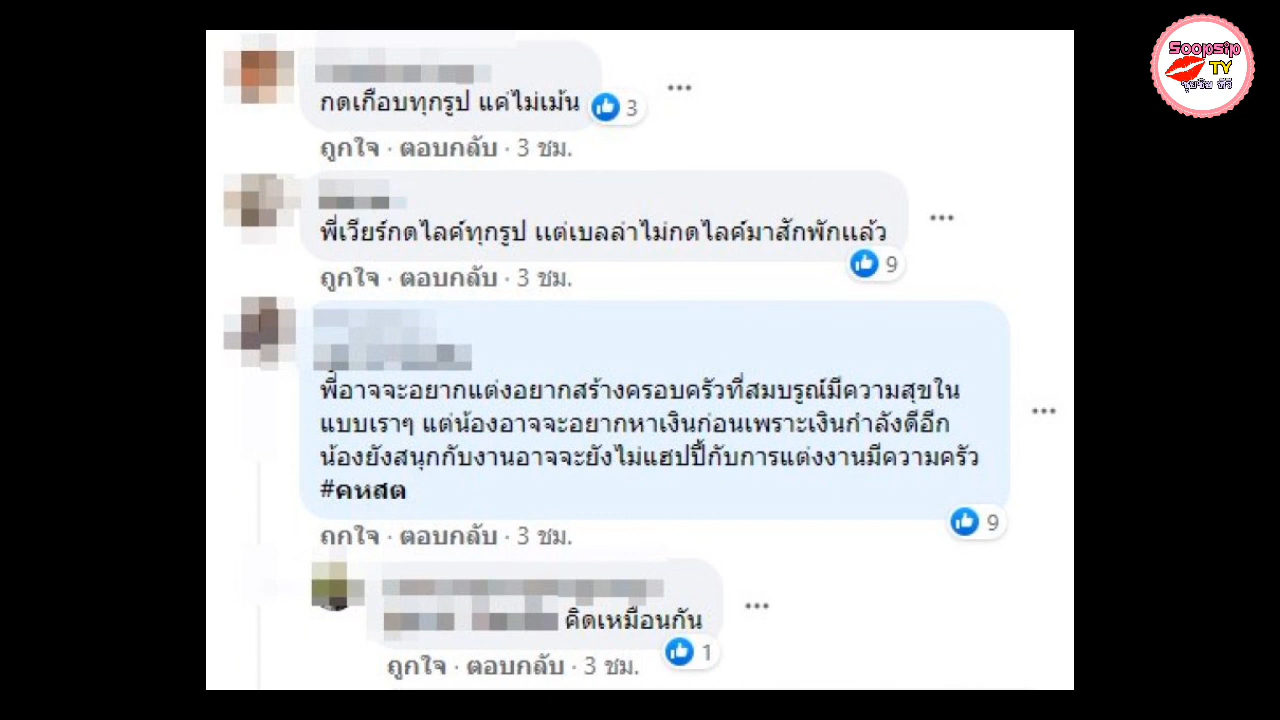 Soopsip
TV
ซุบซิบ ทีวี
กดเกือบทุกรูป แค่ไม่เม้น
3
ถูกใจ · ตอบกลับ · 3 ชม.
พี่เวียร์กดไลค์ทุกรูป แต่เบลล่าไม่กดไลค์มาสักพักแล้ว
9
ถูกใจ · ตอบกลับ · 3 ชม.
พี่อาจจะอยากแต่งอยากสร้างครอบครัวที่สมบรูณ์มีความสุขใน
แบบเราๆ แต่น้องอาจจะอยากหาเงินก่อนเพราะเงินกำลังดีอีก
น้องยังสนุกกับงานอาจจะยังไม่แฮปปี้กับการแต่งงานมีความครัว
#คหสต
9
ถูกใจ · ตอบกลับ · 3 ชม.
คิดเหมือนกัน
1
ถูกใจ · ตอบกลับ · 3 ชม.